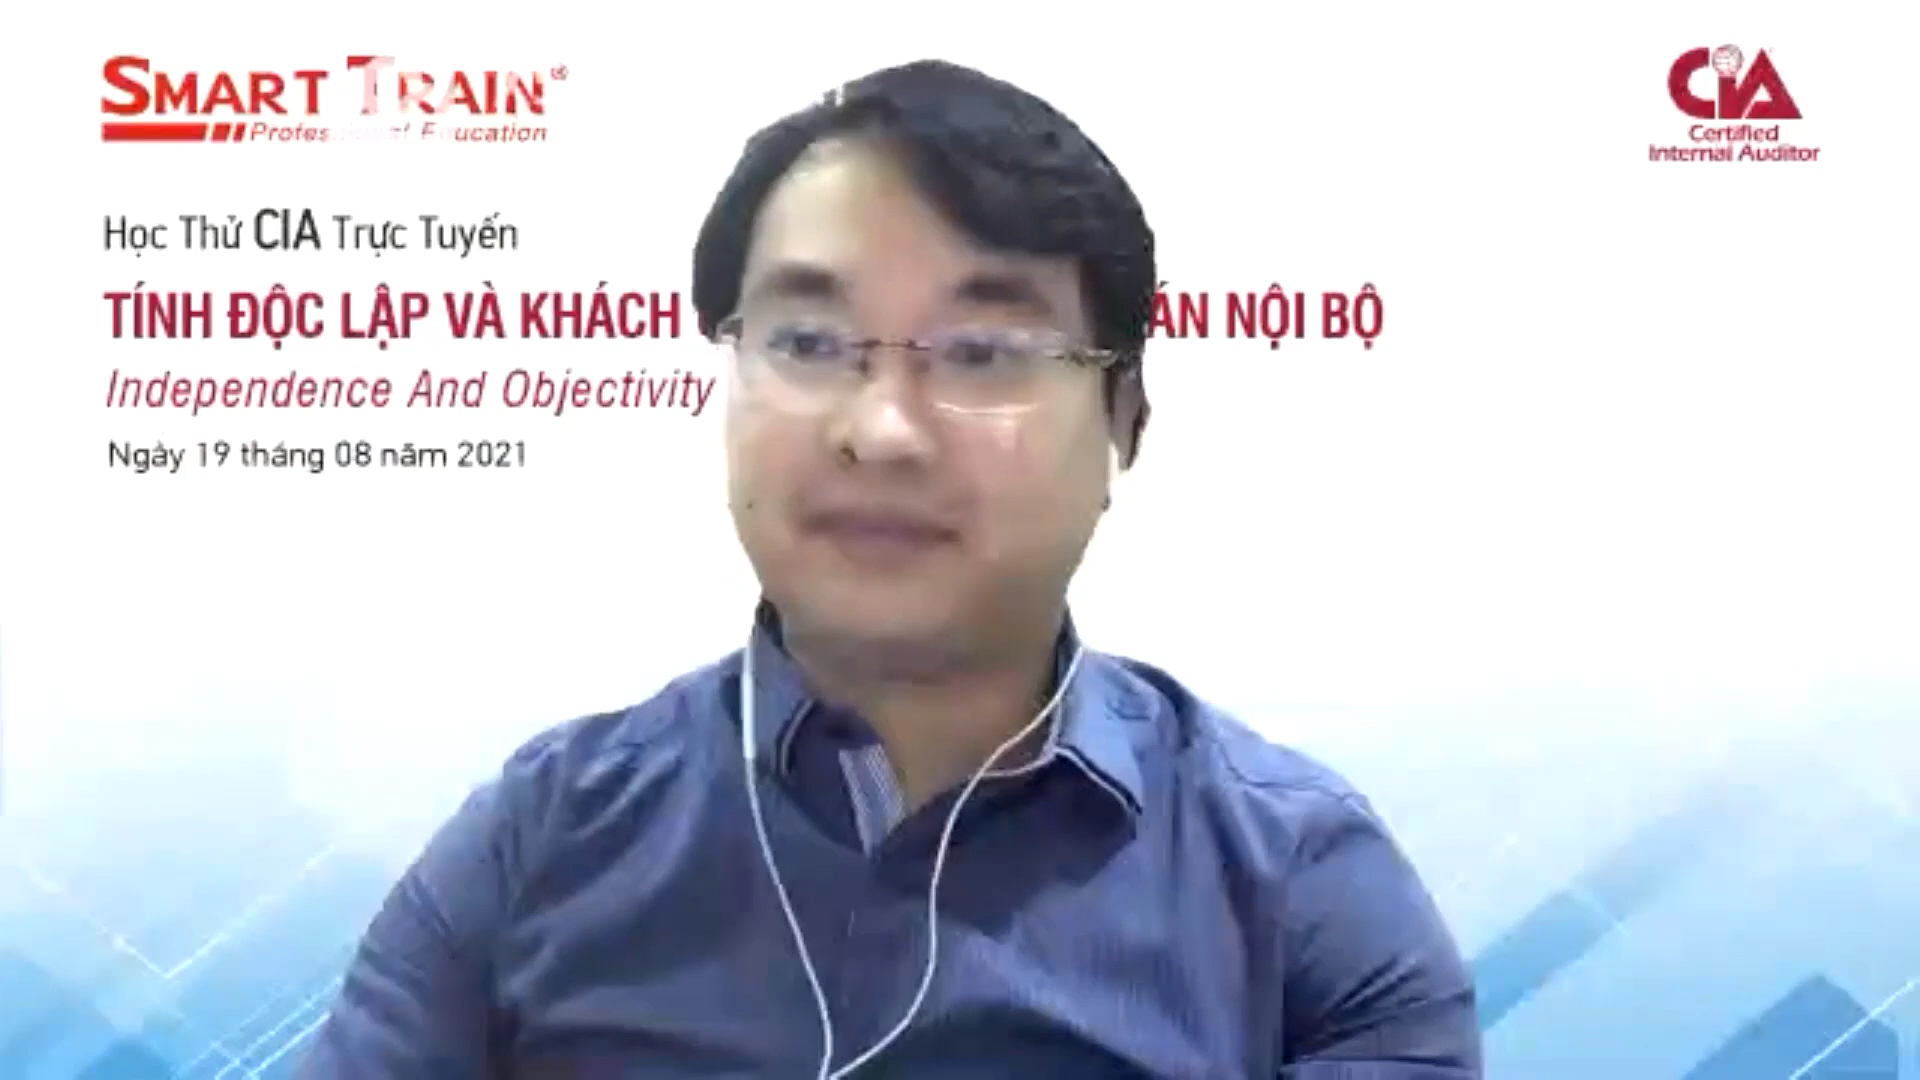 SMART TRAIN
Professional Education
CIA
Certified
Internal Auditor
Học Thử CIA Trực Tuyến
TÍNH ĐỘC LẬP VÀ KHÁCH ÁN NỘI BỘ
Independence And Objectivity
Ngày 19 tháng 08 năm 2021